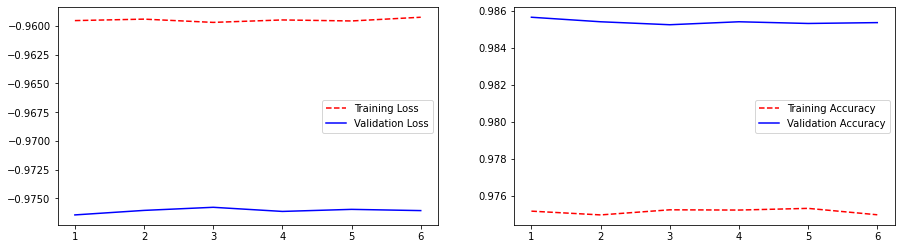 −0.9600
−0.9625
−0.9650
−0.9675
−0.9700
−0.9725
−0.9750
Training Loss
Validation Loss
1 2 3 4 5 6
0.986
0.984
0.982
0.980
0.978
0.976
Training Accuracy
Validation Accuracy
1 2 3 4 5 6